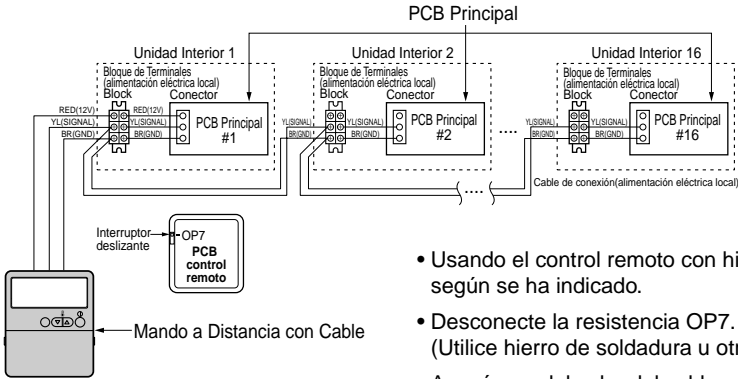 PCB Principal
Unidad Interior 1
Unidad Interior 2
Unidad Interior 16
Bloque de Terminales
(alimentación eléctrica local)
Block
Conector
Bloque de Terminales
(alimentación eléctrica local)
Block
Conector
Bloque de Terminales
(alimentación eléctrica local)
Block
Conector
RED(12V)
YL(SIGNAL)
BR(GND)
RED(12V)
YL(SIGNAL)
BR(GND)
PCB Principal
#1
YL(SIGNAL)
BR(GND)
YL(SIGNAL)
BR(GND)
PCB Principal
#2
....
YL(SIGNAL)
BR(GND)
YL(SIGNAL)
BR(GND)
PCB Principal
#16
....
Cable de conexión(alimentación eléctrica local)
Interruptor
deslizante
OP7
PCB
control
remoto
Mando a Distancia con Cable
• Usando el control remoto con
según se ha indicado.
• Desconecte la resistencia OP7.
(Utilice hierro de soldadura u